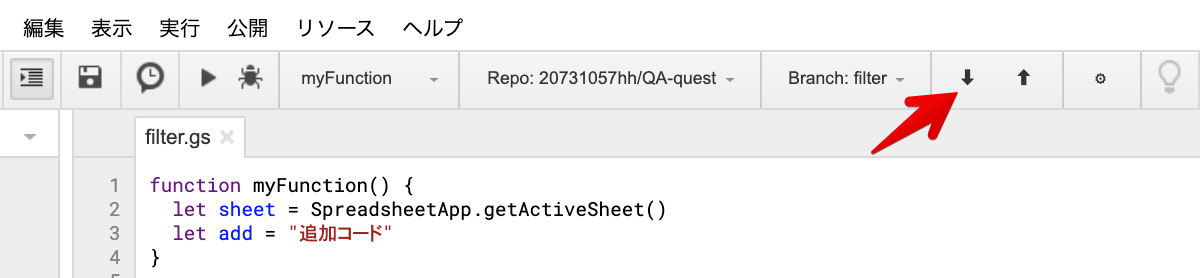 編集 表示 実行 公開 リソース ヘルプ
myFunction Repo: 20731057hh/QA-quest Branch: filter
filter.gs
1 function myFunction() {
2 let sheet = SpreadsheetApp.getActiveSheet()
3 let add = "追加コード"
4 }